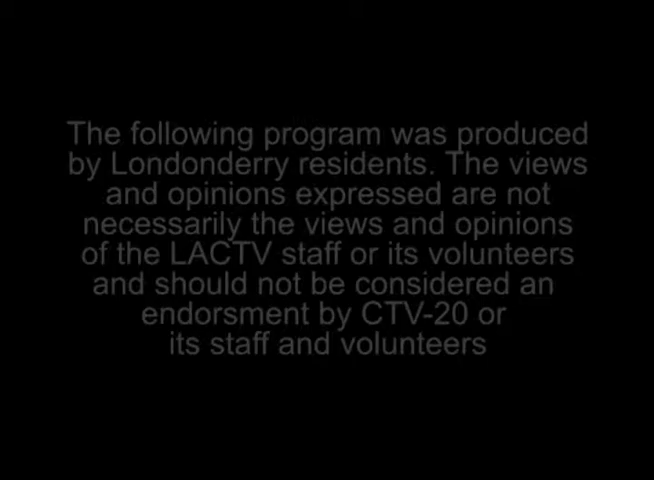 The following program was produced
by Londonderry residents. The views
and opinions expressed are not
necessarily the views and opinions
of the LACTV staff or its volunteers
and should not be considered an
endorsment by CTV-20 or
its staff and volunteers